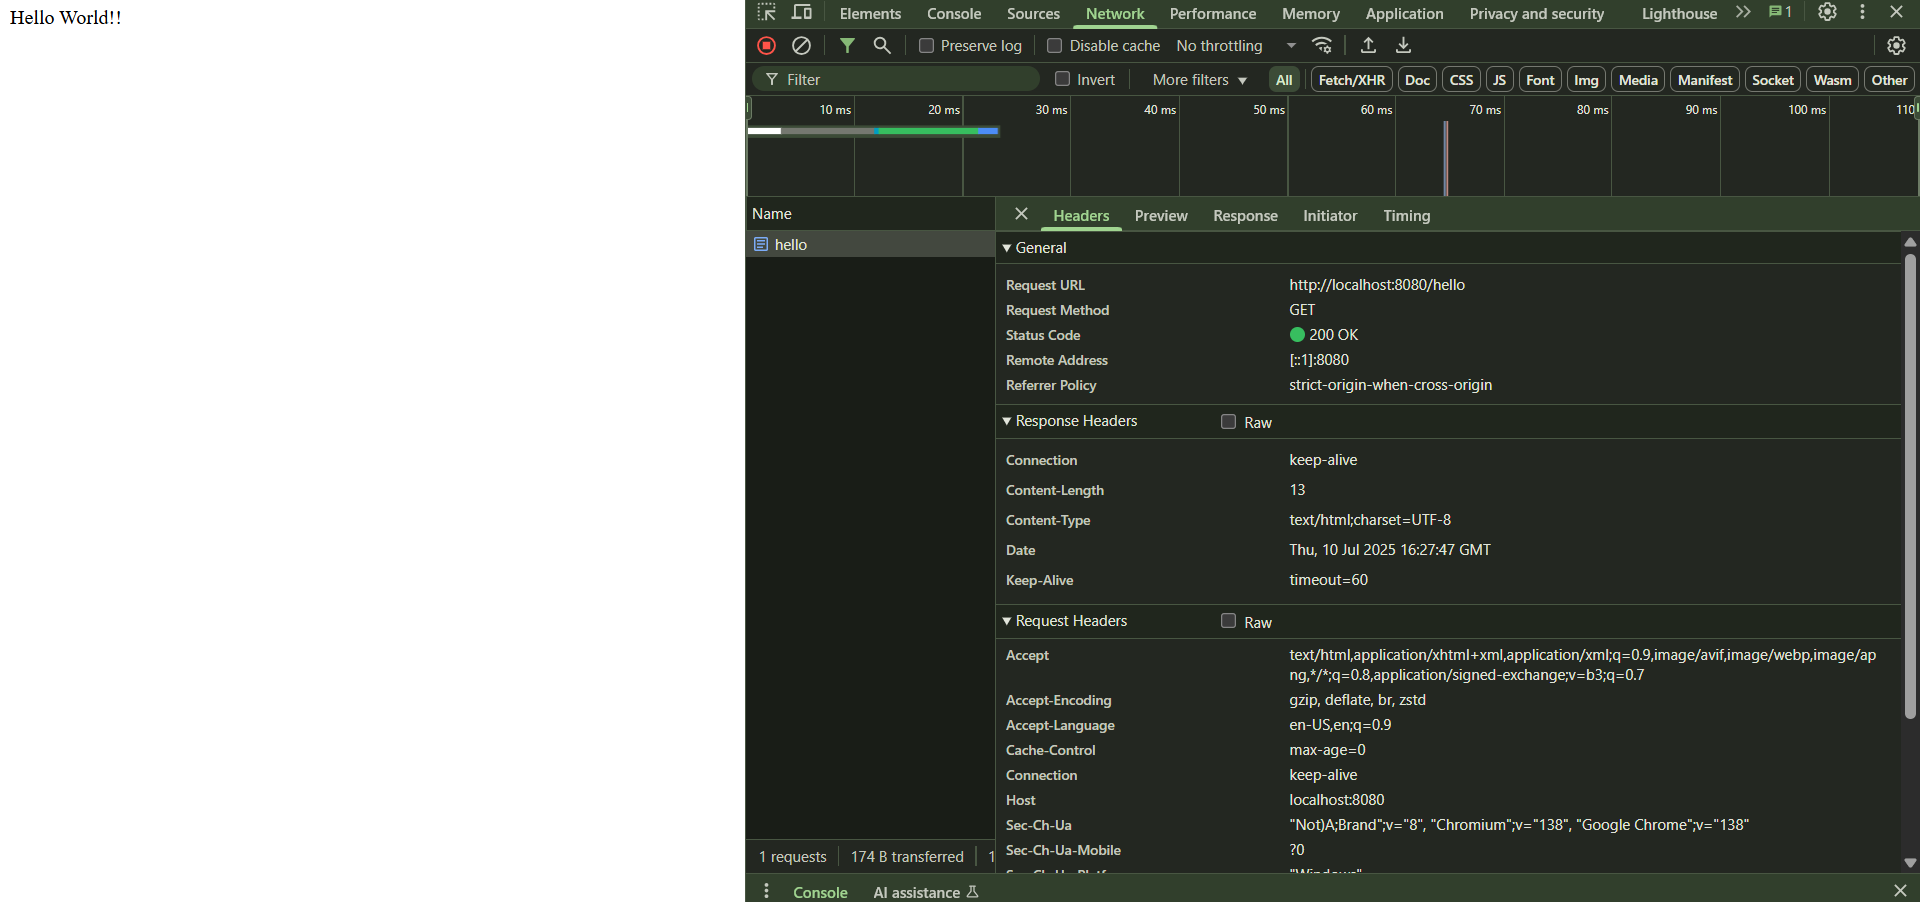 Hello World!!
Elements Console Sources Network Performance Memory Application Privacy and security Lighthouse 1
Preserve log Disable cache No throttling
Filter Invert More filters All Fetch/XHR Doc CSS JS Font Img Media Manifest Socket Wasm Other
10 ms 20 ms 30 ms 40 ms 50 ms 60 ms 70 ms 80 ms 90 ms 100 ms 110
Name
hello
Headers Preview Response Initiator Timing
General
Request URL http://localhost:8080/hello
Request Method GET
Status Code 200 OK
Remote Address [::1]:8080
Referrer Policy strict-origin-when-cross-origin
Response Headers Raw
Connection keep-alive
Content-Length 13
Content-Type text/html;charset=UTF-8
Date Thu, 10 Jul 2025 16:27:47 GMT
Keep-Alive timeout=60
Request Headers Raw
Accept text/html,application/xhtml+xml,application/xml;q=0.9,image/avif,image/webp,image/ap
ng,*/*;q=0.8,application/signed-exchange;v=b3;q=0.7
Accept-Encoding gzip, deflate, br, zstd
Accept-Language en-US,en;q=0.9
Cache-Control max-age=0
Connection keep-alive
Host localhost:8080
Sec-Ch-Ua "Not)A;Brand";v="8", "Chromium";v="138", "Google Chrome";v="138"
Sec-Ch-Ua-Mobile ?0
"Windows"
1 requests 174 B transferred 1
Console AI assistance